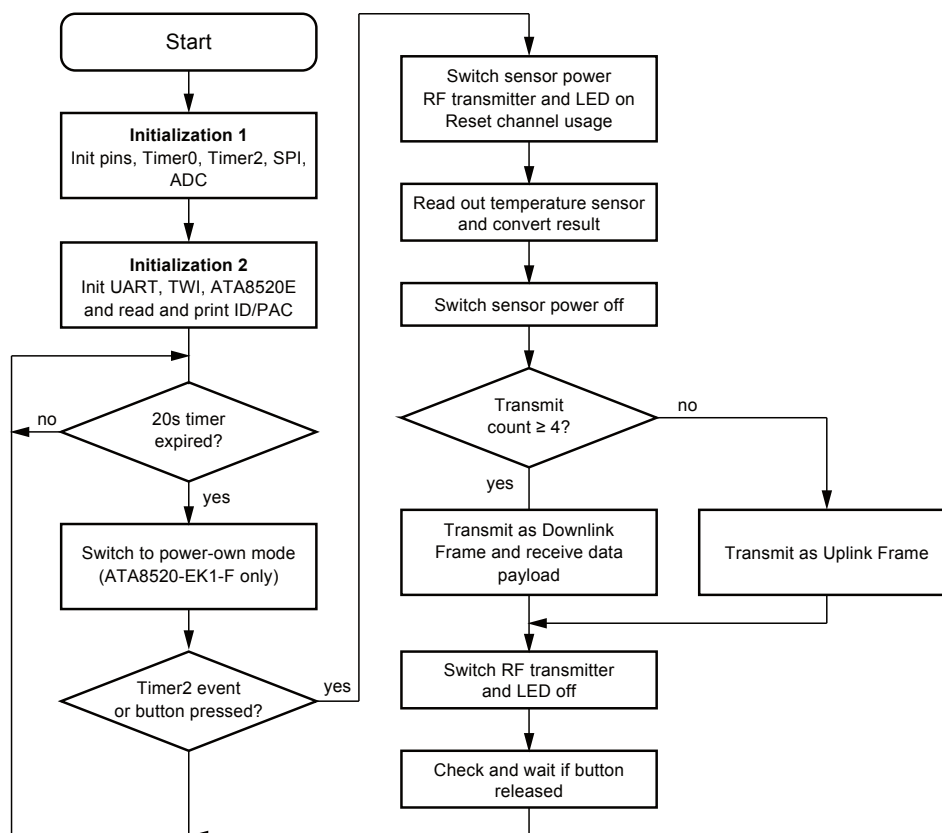 Start
Initialization 1
Init pins, Timer0, Timer2, SPI,
ADC
Initialization 2
Init UART, TWI, ATA8520E
and read and print ID/PAC
no
20s timer
expired?
yes
Switch to power-own mode
(ATA8520-EK1-F only)
Timer2 event
or button pressed?
yes
Switch sensor power
RF transmitter and LED on
Reset channel usage
Read out temperature sensor
and convert result
Switch sensor power off
Transmit
count ≥ 4?
no
yes
Transmit as Downlink
Frame and receive data
payload
Transmit as Uplink Frame
Switch RF transmitter
and LED off
Check and wait if button
released